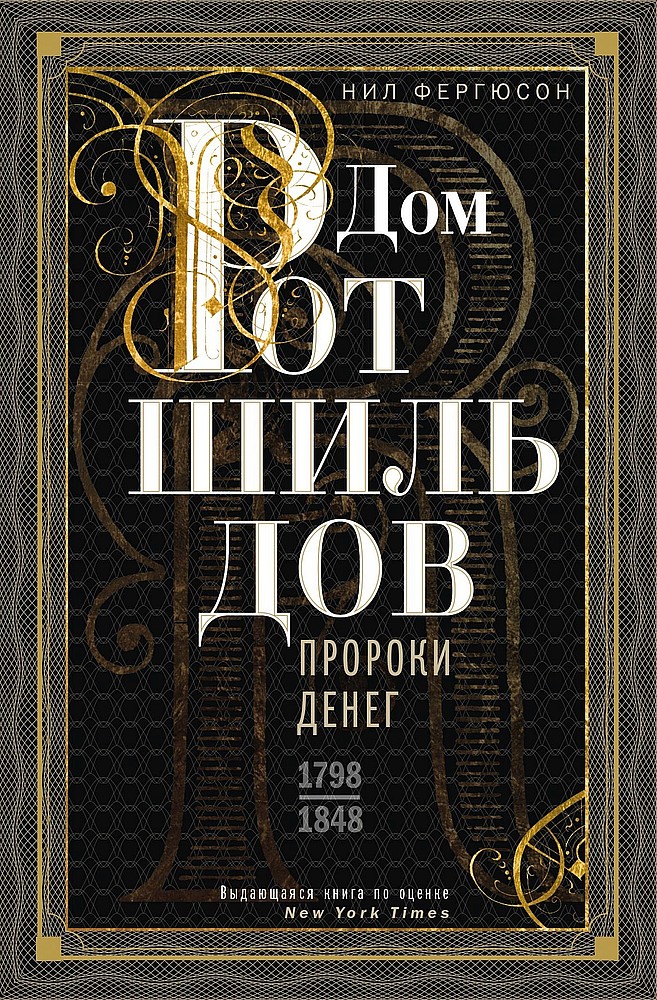 НИЛ ФЕРГЮСОН
Дом
Рот
шиль
дов
ПРОРОКИ
ДЕНЕГ
1798
1848
Выдающаяся книга по оценке
New York Times